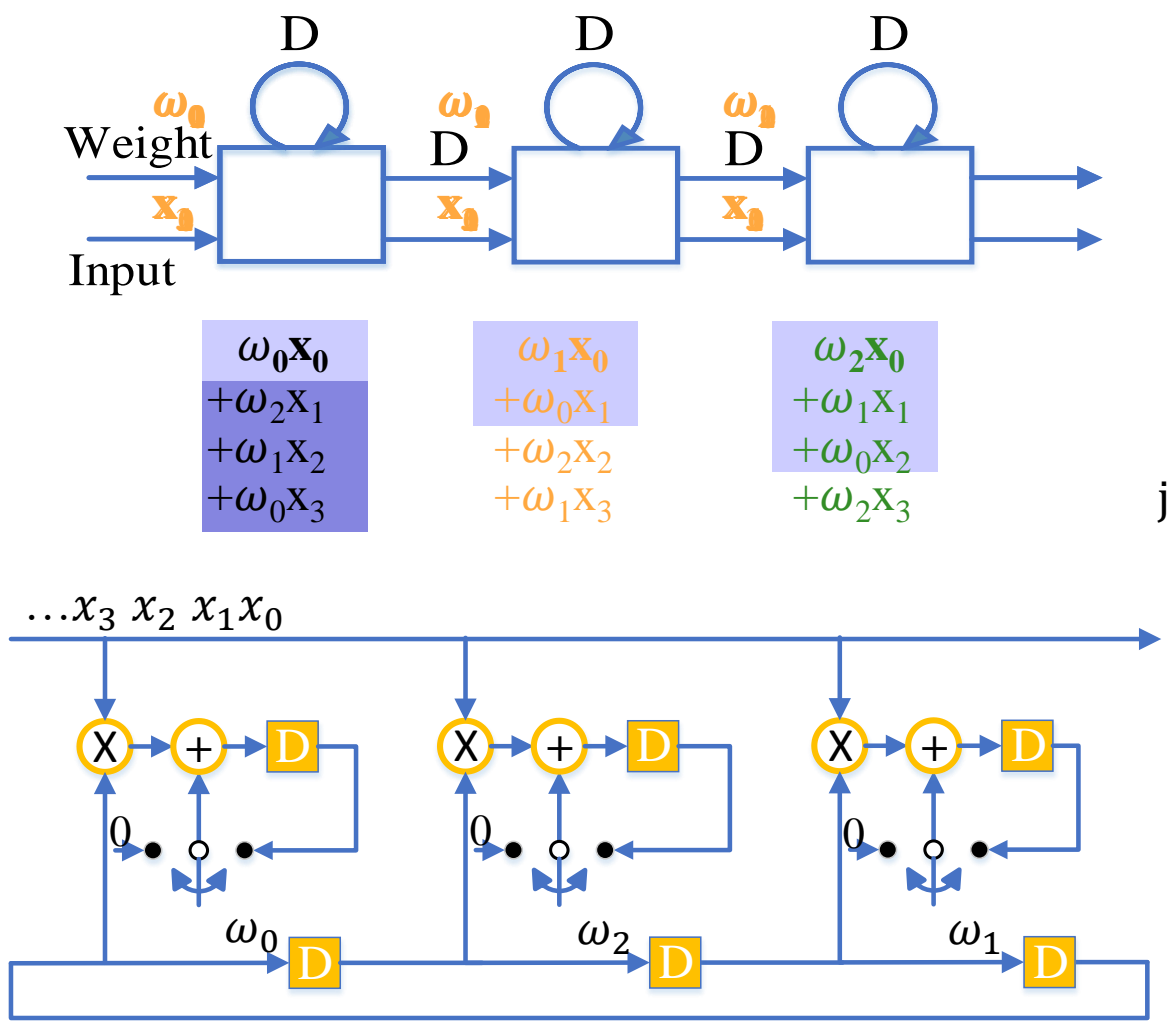 D D D
ω ω ω
Weight D D
x x x
Input
ω₀x₀ ω₁x₀ ω₂x₀
+ω₂x₁ +ω₀x₁ +ω₁x₁
+ω₁x₂ +ω₂x₂ +ω₀x₂
+ω₀x₃ +ω₁x₃ +ω₂x₃
j
...x₃ x₂ x₁x₀
X + D X + D X + D
0 0 0
ω₀ D ω₂ D ω₁ D